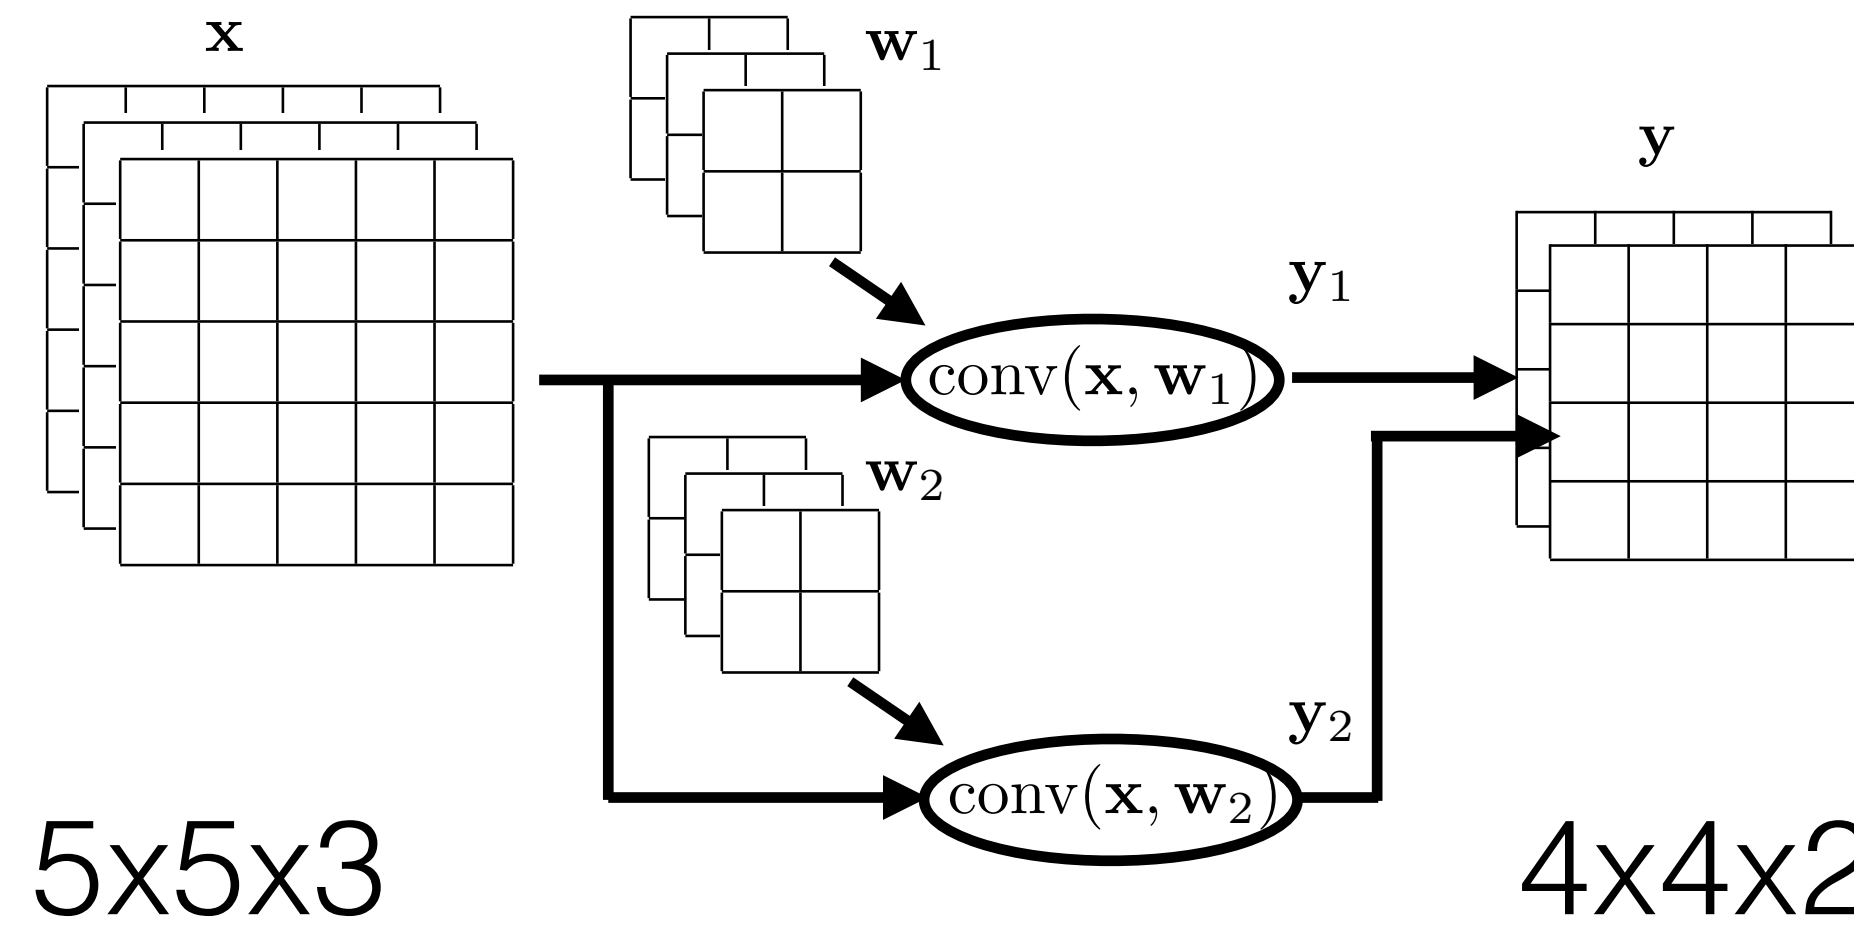 x
w₁
y
y₁
conv(x, w₁)
w₂
y₂
conv(x, w₂)
5x5x3
4x4x2